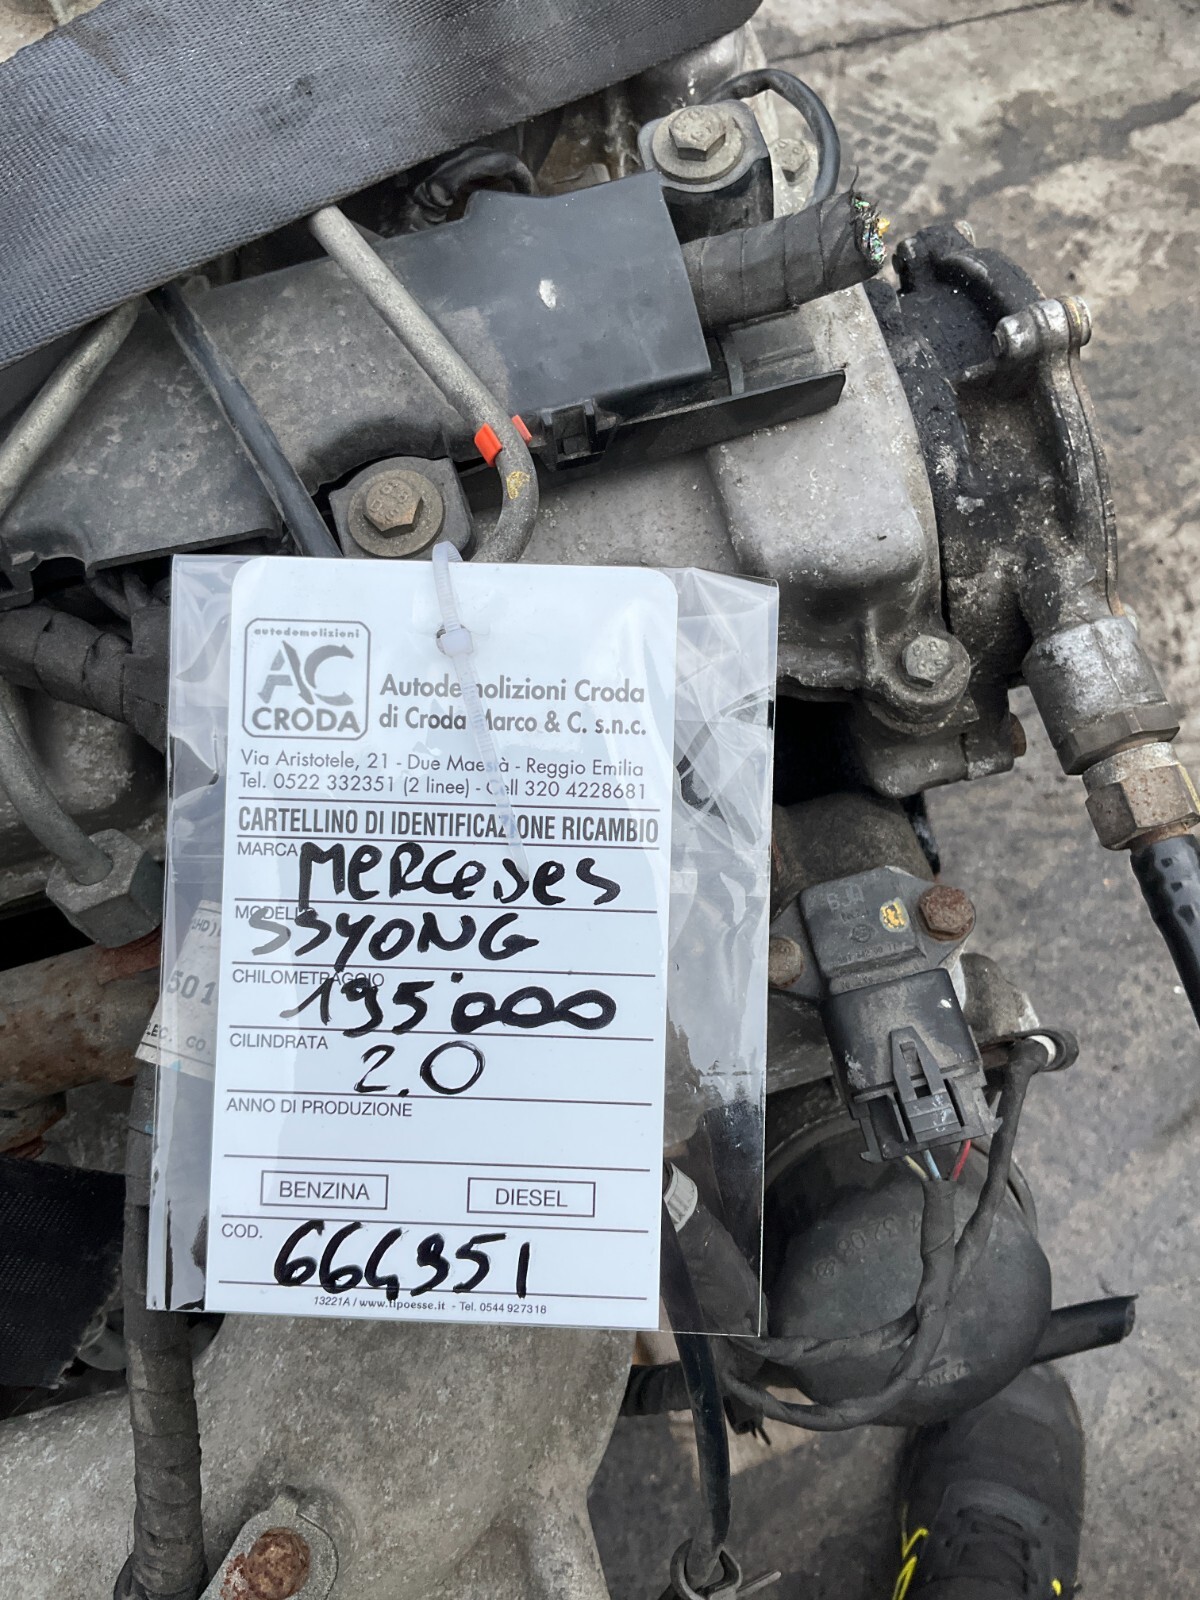 autodemolizioni
AC
CRODA
Autodemolizioni Croda
di Croda Marco & C. s.n.c.
Via Aristotele, 21 - Due Maestà - Reggio Emilia
Tel. 0522 332351 (2 linee) - Cell 320 4228681
CARTELLINO DI IDENTIFICAZIONE RICAMBIO
MARCA MERCEDES
MODELLO SSYONG
CHILOMETRAGGIO 195.000
CILINDRATA 2.0
ANNO DI PRODUZIONE
BENZINA DIESEL
COD. 664951
13221A / www.tipoesse.it - Tel. 0544 927318
501